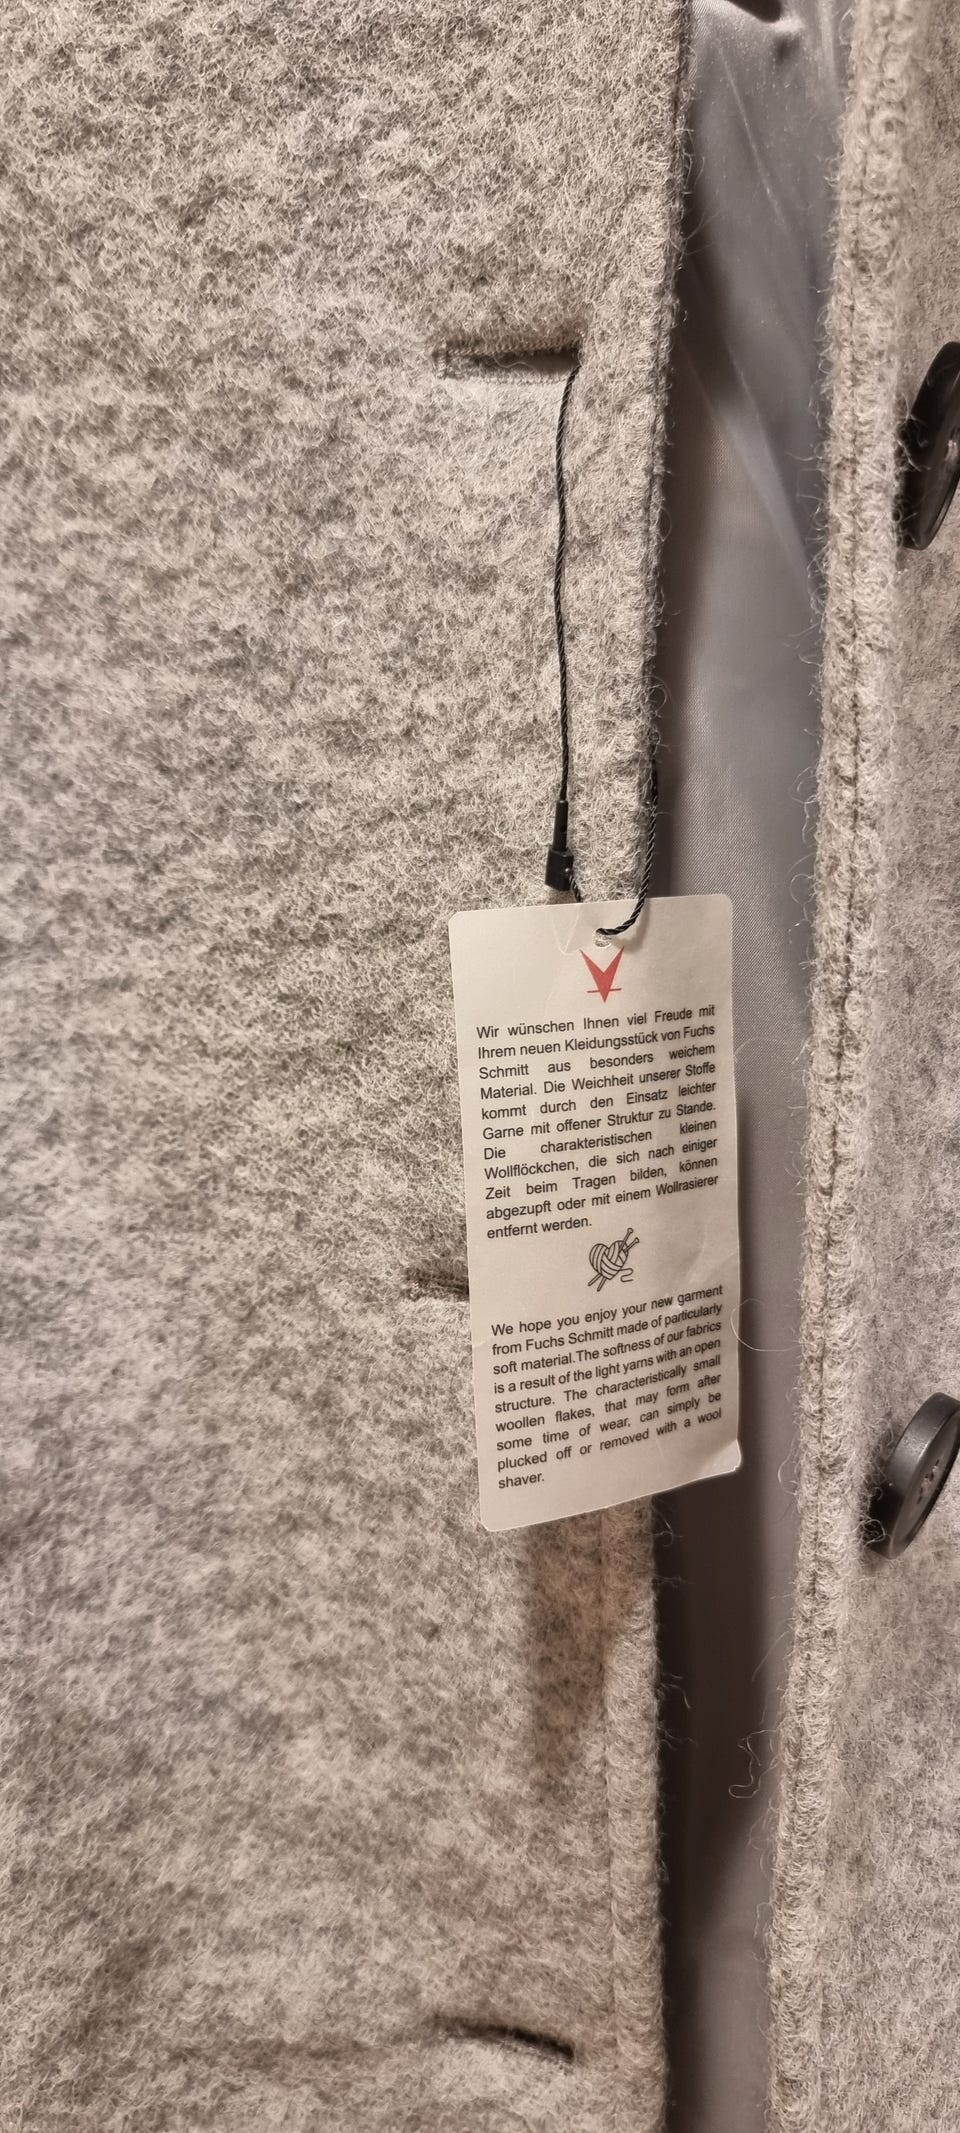 Wir wünschen Ihnen viel Freude mit
Ihrem neuen Kleidungsstück von Fuchs
Schmitt aus besonders weichem
Material. Die Weichheit unserer Stoffe
kommt durch den Einsatz leichter
Garne mit offener Struktur zu Stande.
Die charakteristischen kleinen
Wollflöckchen, die sich nach einiger
Zeit beim Tragen bilden, können
abgezupft oder mit einem Wollrasierer
entfernt werden.
We hope you enjoy your new garment
from Fuchs Schmitt made of particularly
soft material.The softness of our fabrics
is a result of the light yarns with an open
structure. The characteristically small
woollen flakes, that may form after
some time of wear, can simply be
plucked off or removed with a wool
shaver.